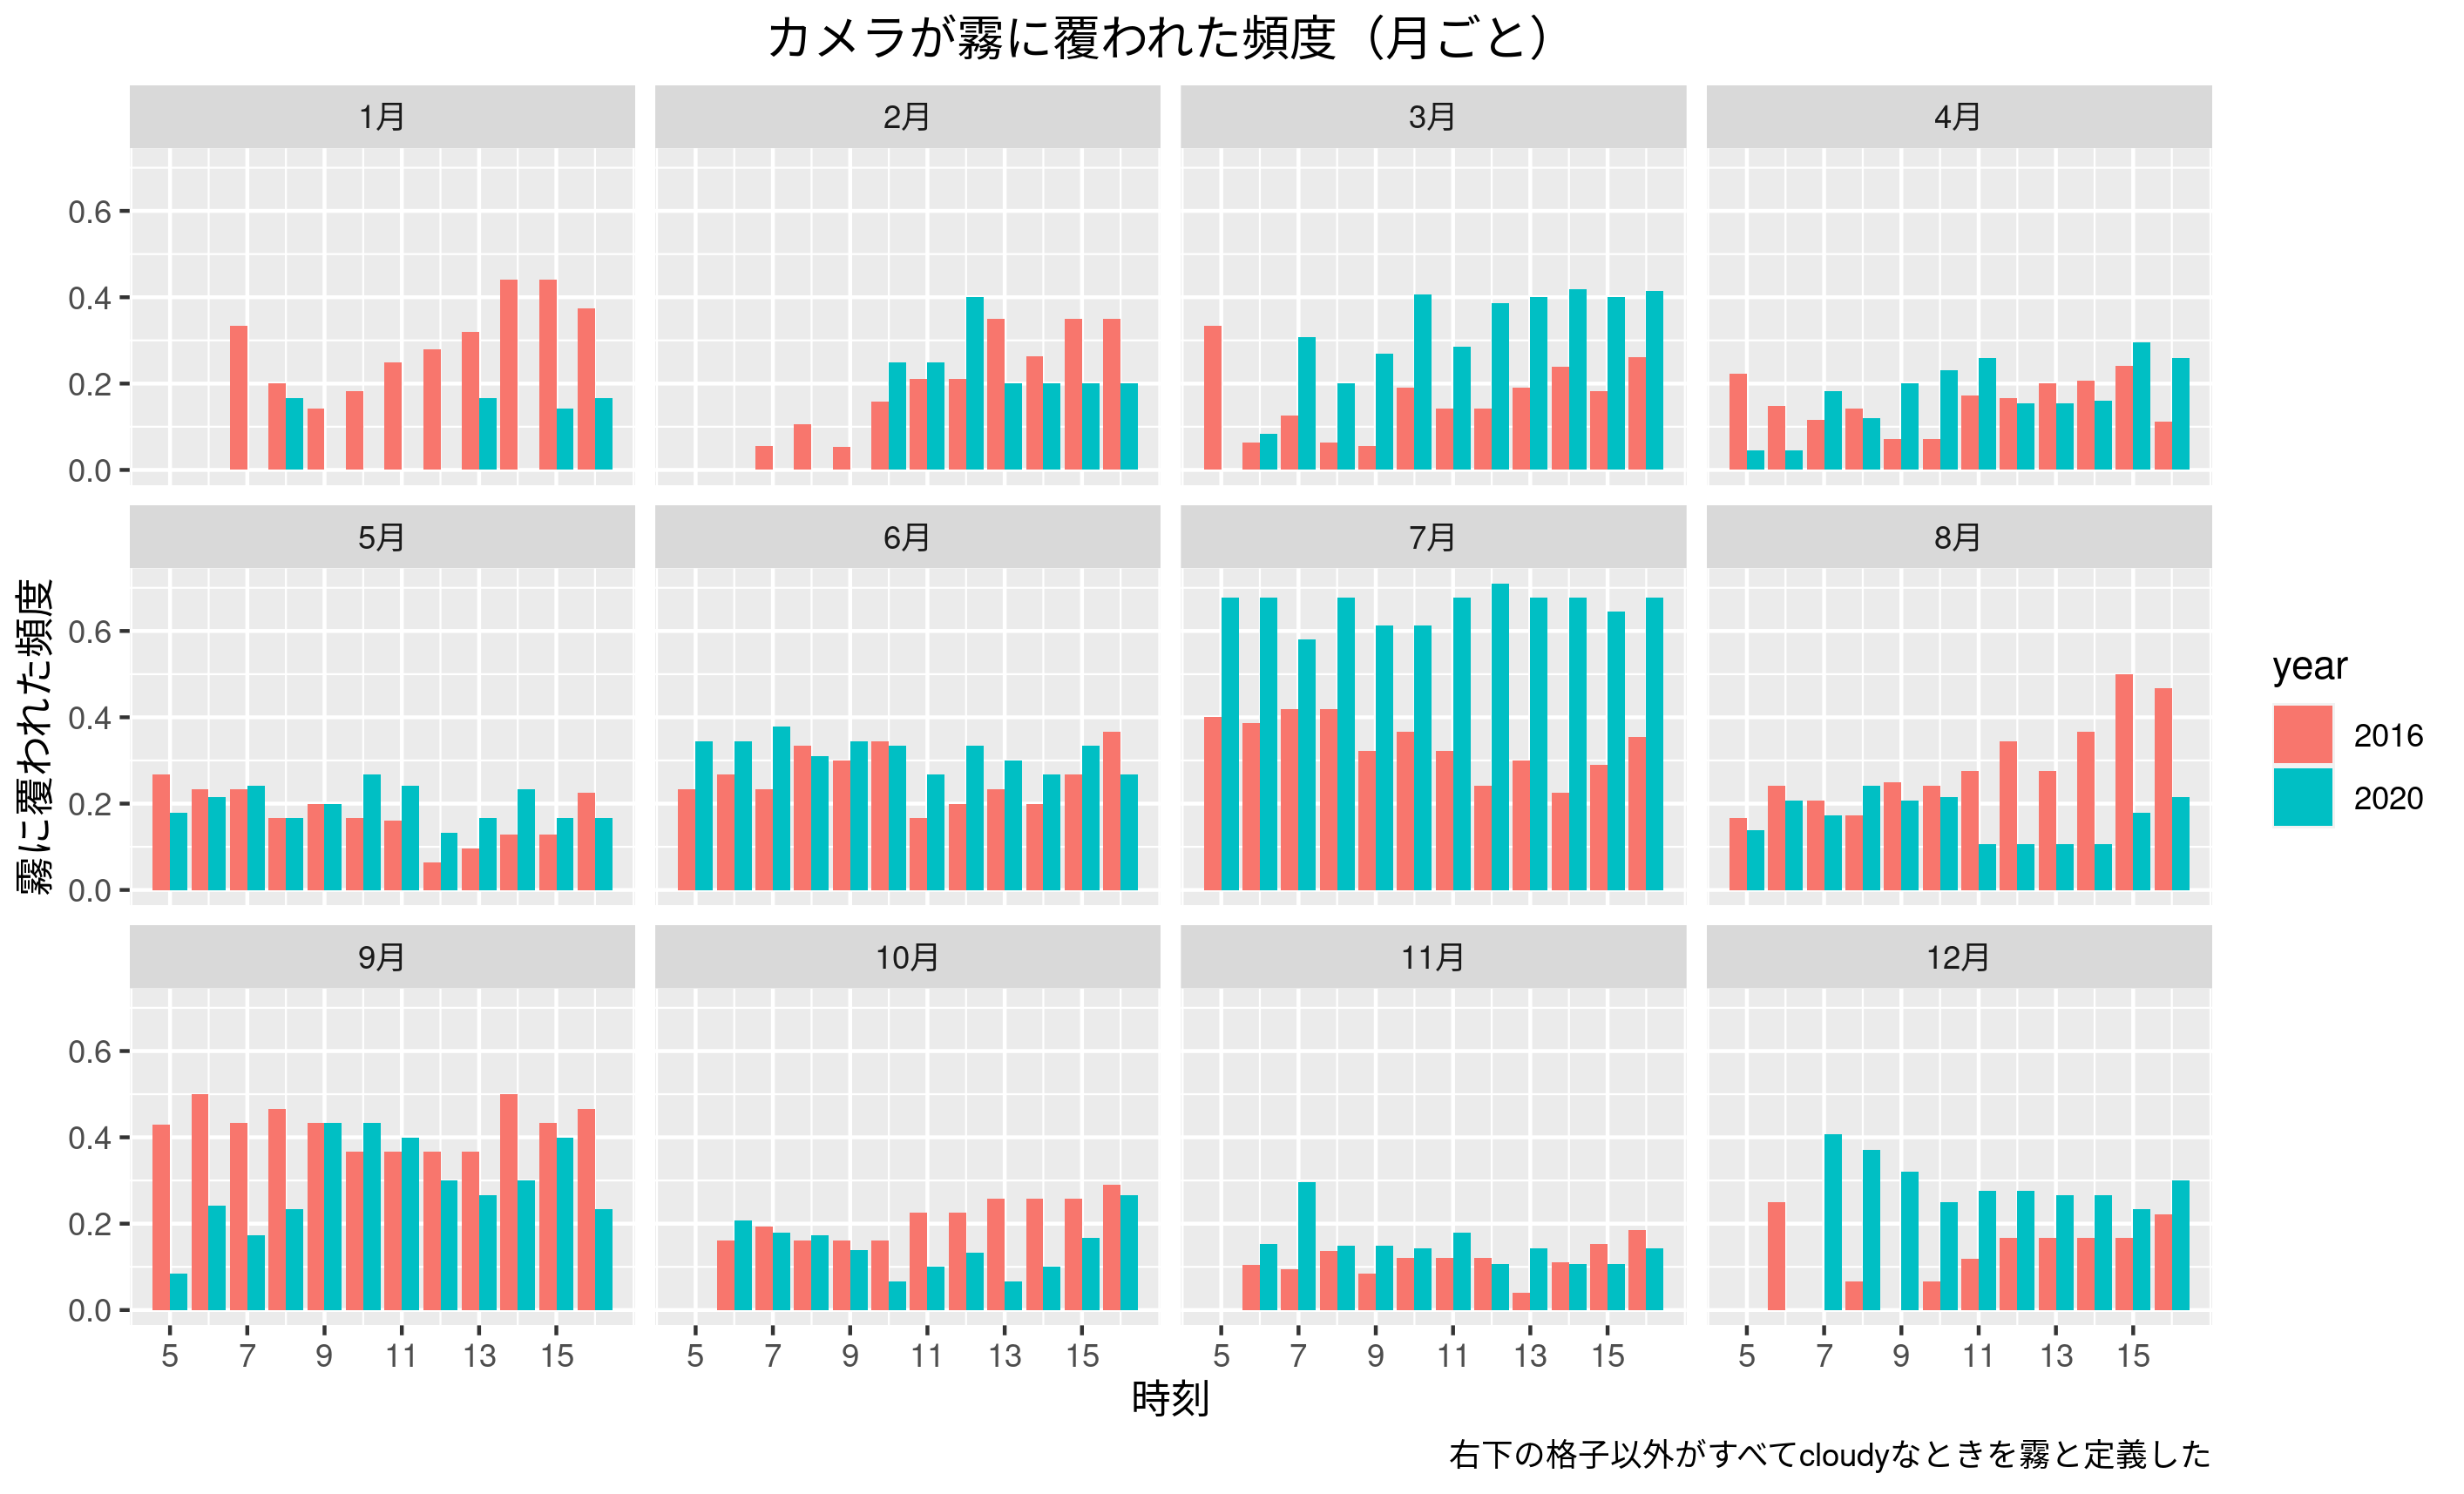 カメラが霧に覆われた頻度（月ごと）
1月
2月
3月
4月
0.6
0.4
0.2
0.0
5月
6月
7月
8月
0.6
0.4
0.2
0.0
霧に覆われた頻度
year
2016
2020
9月
10月
11月
12月
0.6
0.4
0.2
0.0
5 7 9 11 13 15
5 7 9 11 13 15
5 7 9 11 13 15
5 7 9 11 13 15
時刻
右下の格子以外がすべてcloudyなときを霧と定義した